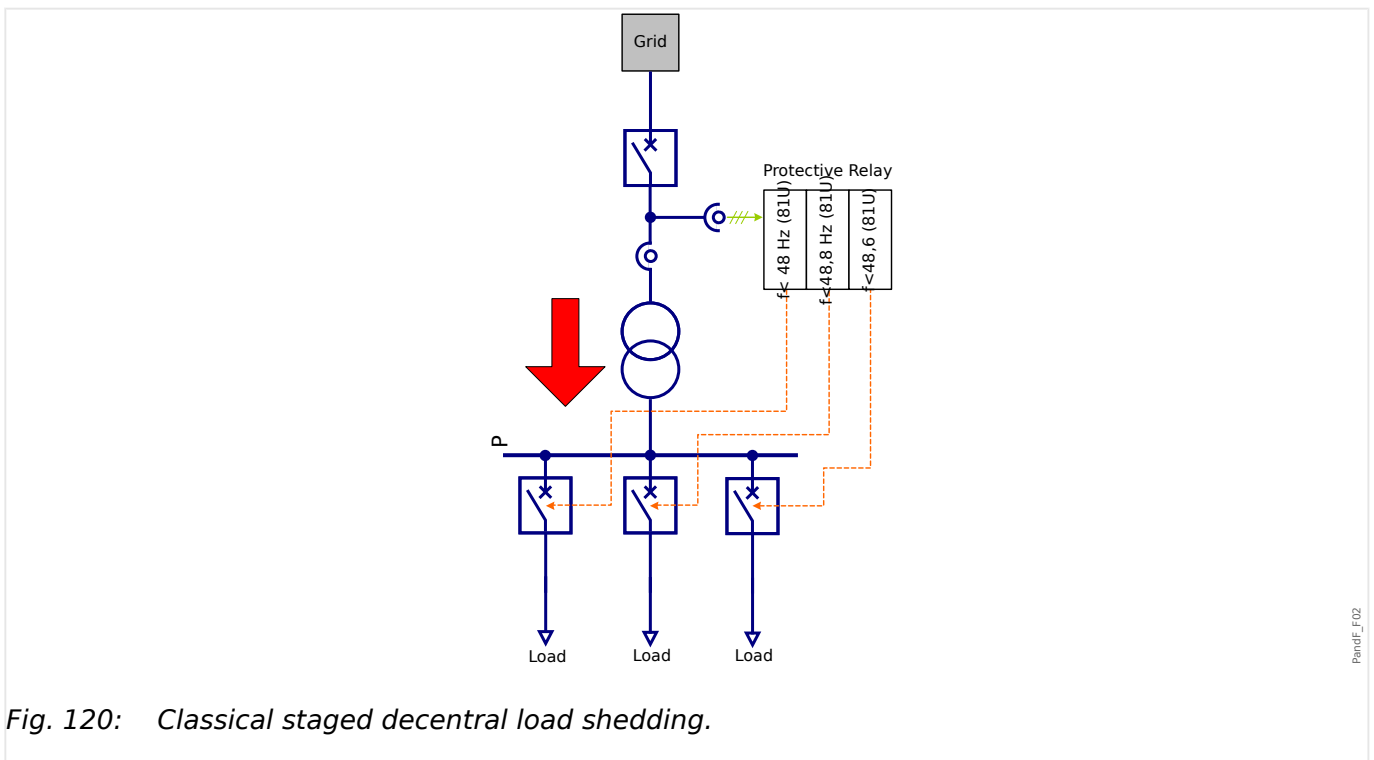 Grid
Protective Relay
f< 48 Hz (81U)
f<48,8 Hz (81U)
f<48,6 (81U)
P
Load
Load
Load
PandF_F02
Fig. 120: Classical staged decentral load shedding.